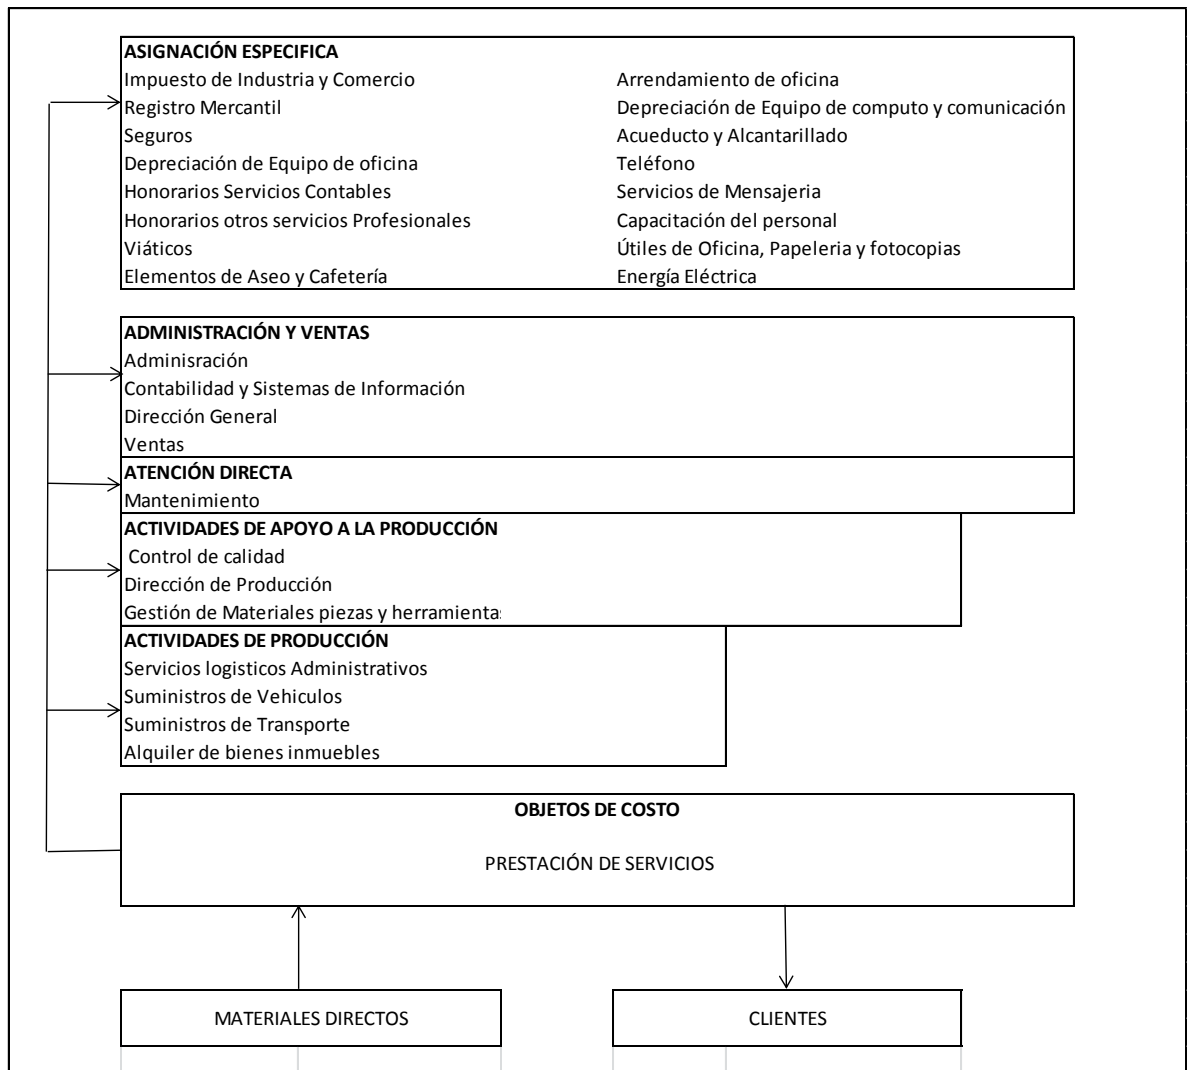 ASIGNACIÓN ESPECIFICA
Impuesto de Industria y Comercio
Arrendamiento de oficina
Registro Mercantil
Depreciación de Equipo de computo y comunicación
Seguros
Acueducto y Alcantarillado
Depreciación de Equipo de oficina
Teléfono
Honorarios Servicios Contables
Servicios de Mensajeria
Honorarios otros servicios Profesionales
Capacitación del personal
Viáticos
Útiles de Oficina, Papeleria y fotocopias
Elementos de Aseo y Cafetería
Energía Eléctrica
ADMINISTRACIÓN Y VENTAS
Adminisración
Contabilidad y Sistemas de Información
Dirección General
Ventas
ATENCIÓN DIRECTA
Mantenimiento
ACTIVIDADES DE APOYO A LA PRODUCCIÓN
Control de calidad
Dirección de Producción
Gestión de Materiales piezas y herramientas
ACTIVIDADES DE PRODUCCIÓN
Servicios logisticos Administrativos
Suministros de Vehiculos
Suministros de Transporte
Alquiler de bienes inmuebles
OBJETOS DE COSTO
PRESTACIÓN DE SERVICIOS
MATERIALES DIRECTOS
CLIENTES